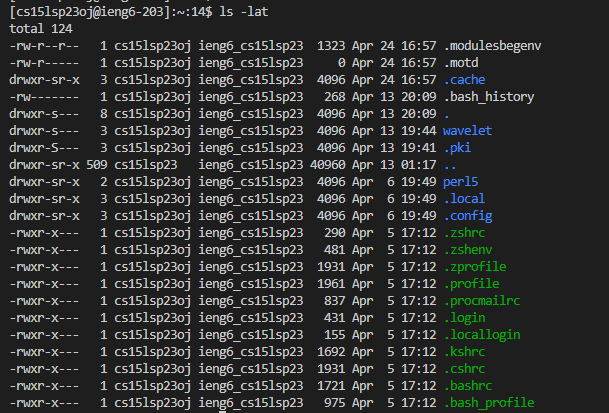 [cs15lsp23oj@ieng6-203]:~:14$ ls -lat
total 124
-rw-r--r--   1 cs15lsp23oj ieng6_cs15lsp23  1323 Apr 24 16:57 .modulesbegenv
-rw-r-----   1 cs15lsp23oj ieng6_cs15lsp23     0 Apr 24 16:57 .motd
drwxr-sr-x   3 cs15lsp23oj ieng6_cs15lsp23  4096 Apr 24 16:57 .cache
-rw-------   1 cs15lsp23oj ieng6_cs15lsp23   268 Apr 13 20:09 .bash_history
drwxr-s---   8 cs15lsp23oj ieng6_cs15lsp23  4096 Apr 13 20:09 .
drwxr-s---   3 cs15lsp23oj ieng6_cs15lsp23  4096 Apr 13 19:44 wavelet
drwxr-S---   3 cs15lsp23oj ieng6_cs15lsp23  4096 Apr 13 19:41 .pki
drwxr-sr-x 509 cs15lsp23   ieng6_cs15lsp23 40960 Apr 13 01:17 ..
drwxr-sr-x   2 cs15lsp23oj ieng6_cs15lsp23  4096 Apr  6 19:49 perl5
drwxr-sr-x   3 cs15lsp23oj ieng6_cs15lsp23  4096 Apr  6 19:49 .local
drwxr-sr-x   3 cs15lsp23oj ieng6_cs15lsp23  4096 Apr  6 19:49 .config
-rwxr-x---   1 cs15lsp23oj ieng6_cs15lsp23   290 Apr  5 17:12 .zshrc
-rwxr-x---   1 cs15lsp23oj ieng6_cs15lsp23   481 Apr  5 17:12 .zshenv
-rwxr-x---   1 cs15lsp23oj ieng6_cs15lsp23  1931 Apr  5 17:12 .zprofile
-rwxr-x---   1 cs15lsp23oj ieng6_cs15lsp23  1961 Apr  5 17:12 .profile
-rwxr-x---   1 cs15lsp23oj ieng6_cs15lsp23   837 Apr  5 17:12 .procmailrc
-rwxr-x---   1 cs15lsp23oj ieng6_cs15lsp23   431 Apr  5 17:12 .login
-rwxr-x---   1 cs15lsp23oj ieng6_cs15lsp23   155 Apr  5 17:12 .locallogin
-rwxr-x---   1 cs15lsp23oj ieng6_cs15lsp23  1692 Apr  5 17:12 .kshrc
-rwxr-x---   1 cs15lsp23oj ieng6_cs15lsp23  1931 Apr  5 17:12 .cshrc
-rwxr-x---   1 cs15lsp23oj ieng6_cs15lsp23  1721 Apr  5 17:12 .bashrc
-rwxr-x---   1 cs15lsp23oj ieng6_cs15lsp23   975 Apr  5 17:12 .bash_profile